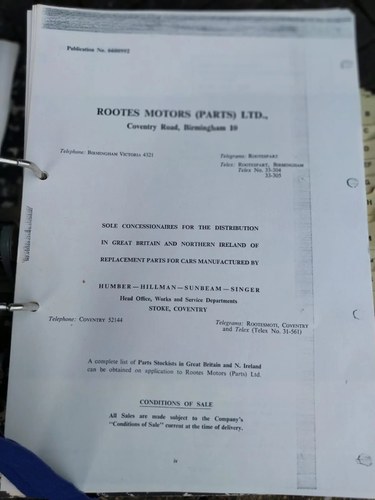 Publication No. 6600992
ROOTES MOTORS (PARTS) LTD.,
Coventry Road, Birmingham 10
Telephone: BIRMINGHAM VICTORIA 4321
Telegrams: ROOTESPART
Telex: ROOTESPART, BIRMINGHAM
Telex No. 33-304
33-305
SOLE CONCESSIONAIRES FOR THE DISTRIBUTION
IN GREAT BRITAIN AND NORTHERN IRELAND OF
REPLACEMENT PARTS FOR CARS MANUFACTURED BY
HUMBER—HILLMAN—SUNBEAM—SINGER
Head Office, Works and Service Departments
STOKE, COVENTRY
Telephone: COVENTRY 52144
Telegrams: ROOTESMOTS, COVENTRY
and Telex (Telex No. 31-561)
A complete list of Parts Stockists in Great Britain and N. Ireland
can be obtained on application to Rootes Motors (Parts) Ltd.
CONDITIONS OF SALE
All Sales are made subject to the Company's
"Conditions of Sale" current at the time of delivery.